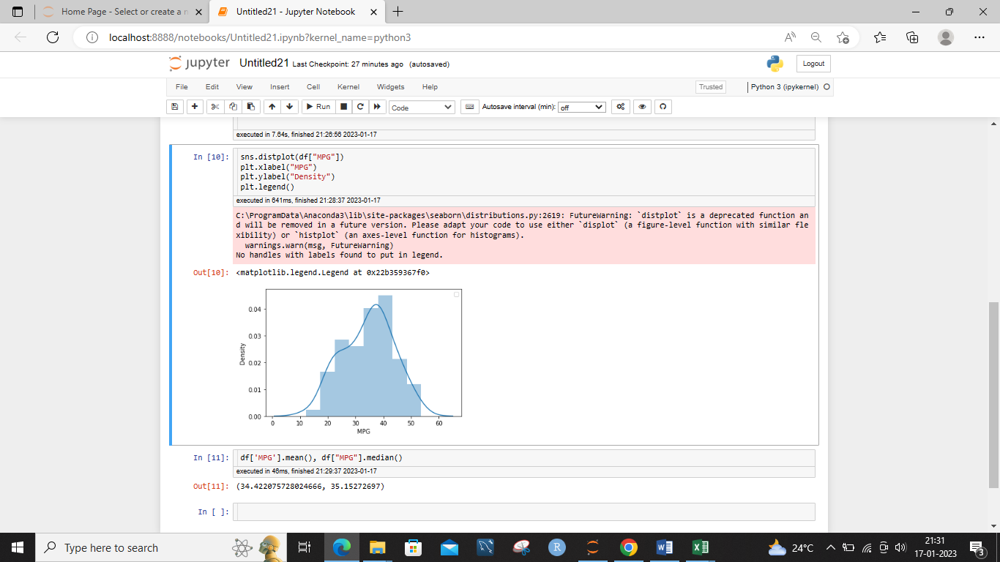 Home Page - Select or create a n
Untitled21 - Jupyter Notebook
localhost:8888/notebooks/Untitled21.ipynb?kernel_name=python3
jupyter Untitled21 Last Checkpoint: 27 minutes ago (autosaved)
Logout
File Edit View Insert Cell Kernel Widgets Help
Trusted
Python 3 (ipykernel)
Run
Code
Autosave interval (min): off
executed in 7.64s, finished 21:26:56 2023-01-17
In [10]: sns.distplot(df["MPG"])
plt.xlabel("MPG")
plt.ylabel("Density")
plt.legend()
executed in 641ms, finished 21:28:37 2023-01-17
C:\ProgramData\Anaconda3\lib\site-packages\seaborn\distributions.py:2619: FutureWarning: `distplot` is a deprecated function an
d will be removed in a future version. Please adapt your code to use either `displot` (a figure-level function with similar fle
xibility) or `histplot` (an axes-level function for histograms).
warnings.warn(msg, FutureWarning)
No handles with labels found to put in legend.
Out[10]: <matplotlib.legend.Legend at 0x22b359367f0>
0.04
0.03
0.02
0.01
0.00
Density
0 10 20 30 40 50 60
MPG
In [11]: df['MPG'].mean(), df["MPG"].median()
executed in 46ms, finished 21:29:37 2023-01-17
Out[11]: (34.422075728024666, 35.15272697)
In [ ]:
Type here to search
24°C
21:31
17-01-2023
3